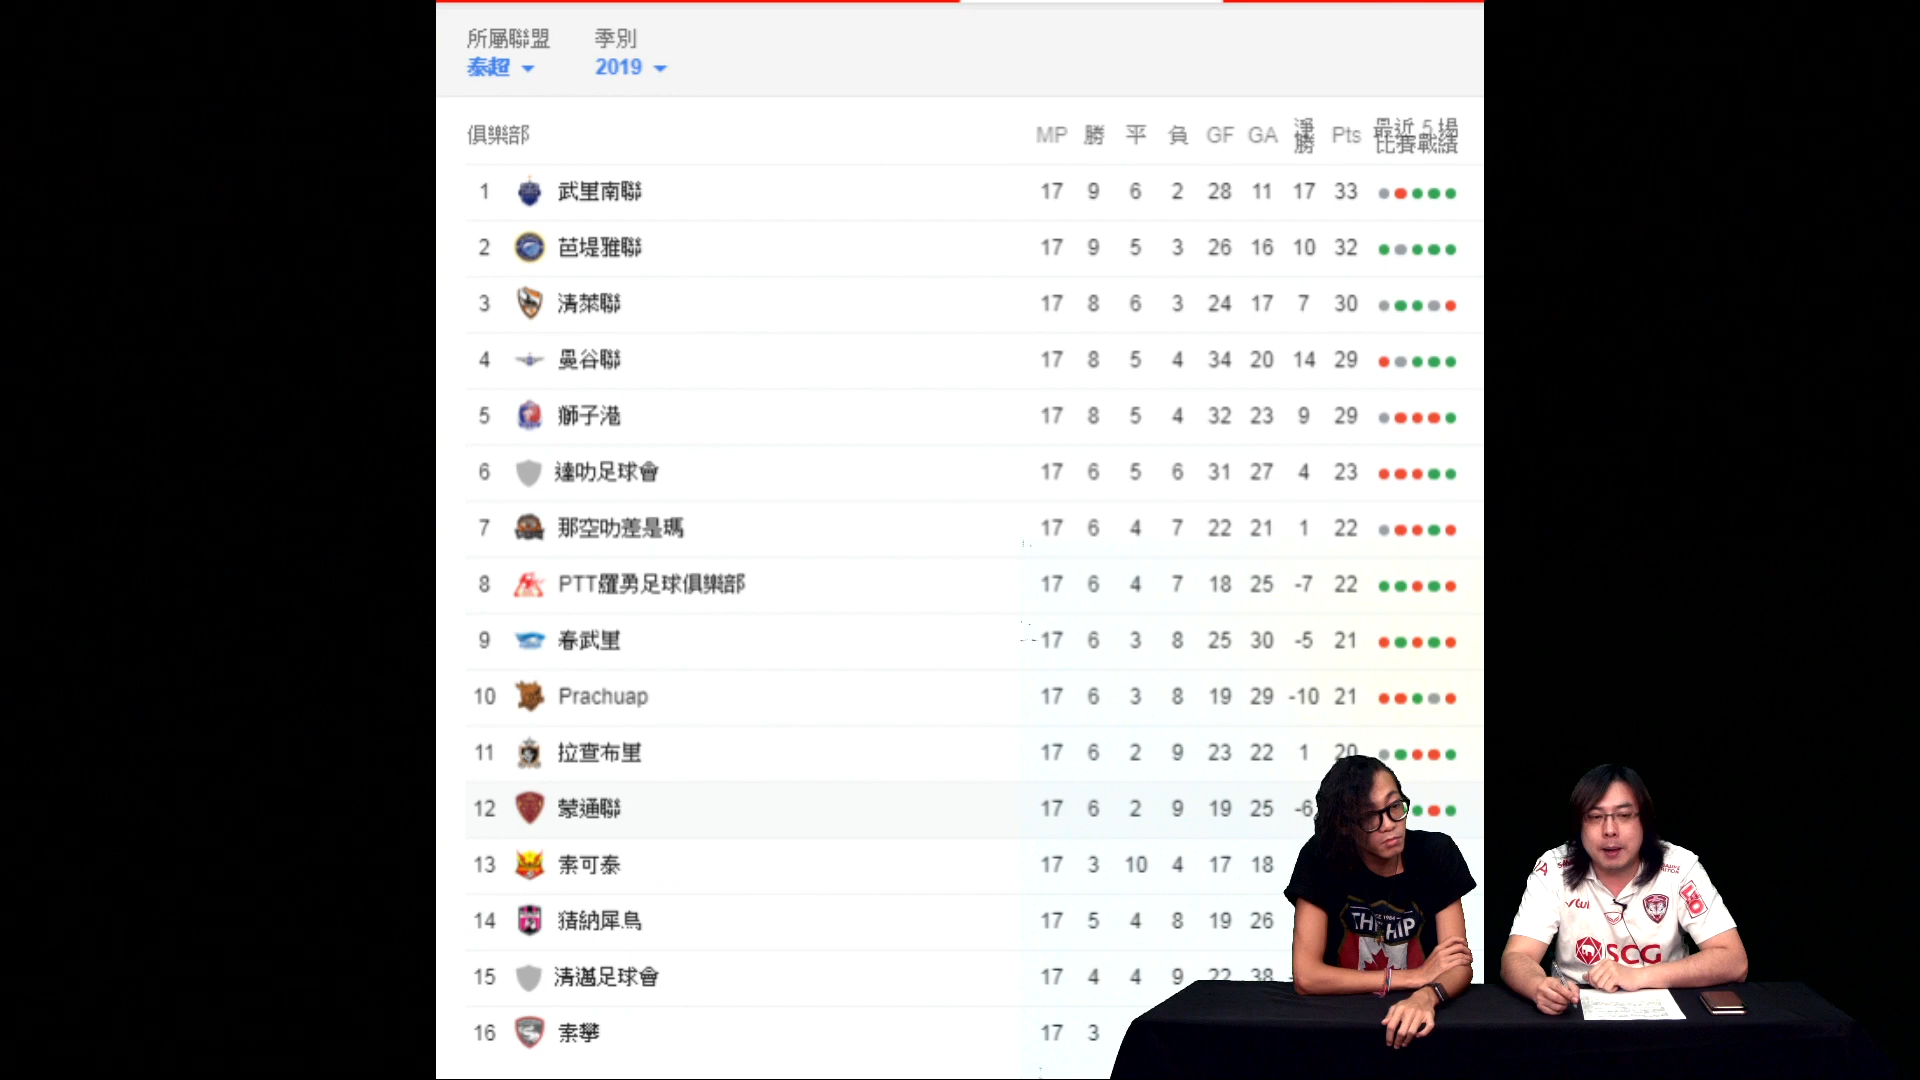 所屬聯盟 季別
泰超 2019
俱樂部 MP 勝 平 負 GF GA 淨勝 Pts 最近 5 場比賽戰績
1 武里南聯 17 9 6 2 28 11 17 33
2 芭堤雅聯 17 9 5 3 26 16 10 32
3 清萊聯 17 8 6 3 24 17 7 30
4 曼谷聯 17 8 5 4 34 20 14 29
5 獅子港 17 8 5 4 32 23 9 29
6 達叻足球會 17 6 5 6 31 27 4 23
7 那空叻差是瑪 17 6 4 7 22 21 1 22
8 PTT羅勇足球俱樂部 17 6 4 7 18 25 -7 22
9 春武里 17 6 3 8 25 30 -5 21
10 Prachuap 17 6 3 8 19 29 -10 21
11 拉查布里 17 6 2 9 23 22 1 20
12 蒙通聯 17 6 2 9 19 25 -6
13 索可泰 17 3 10 4 17 18
14 猜納犀鳥 17 5 4 8 19 26
15 清邁足球會 17 4 4 9 22 38
16 素攀 17 3
THE HIP
SCG
LEO